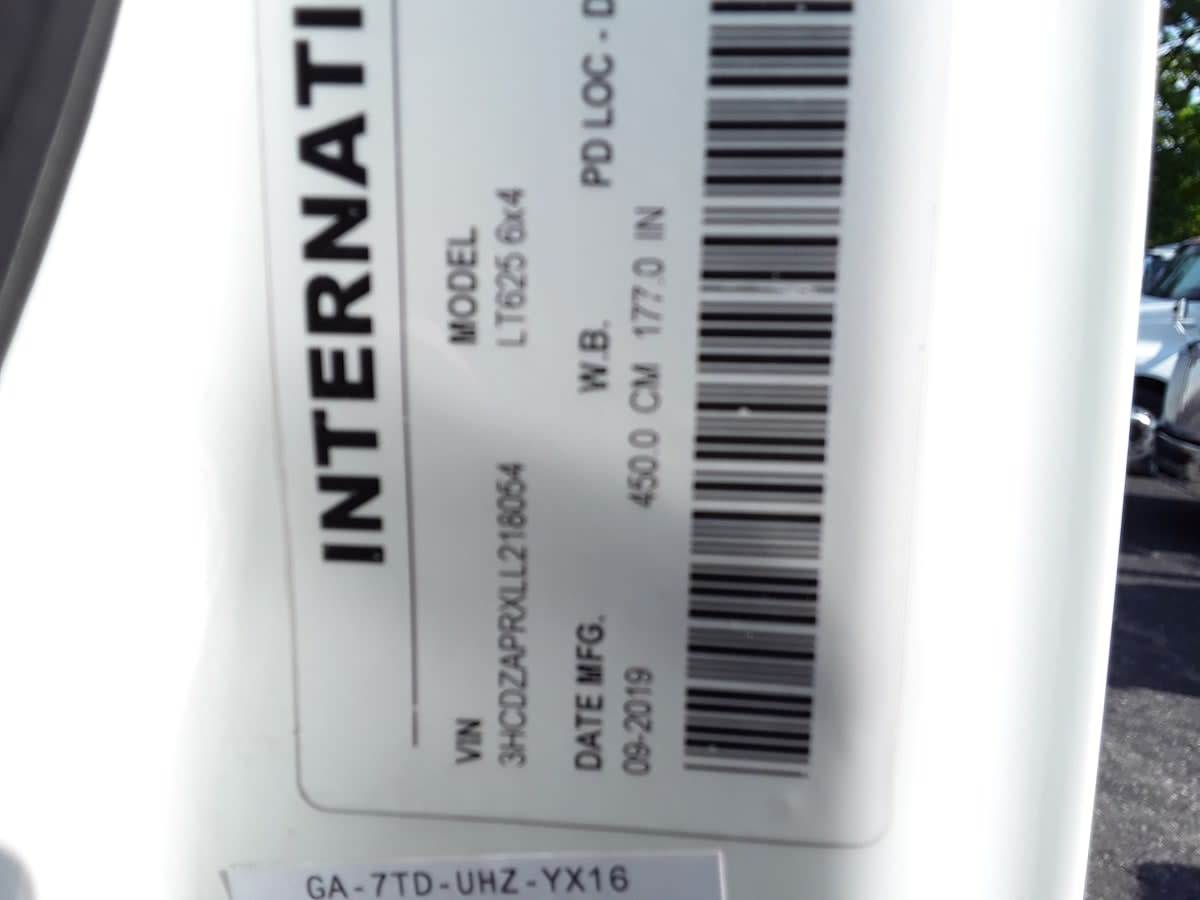 INTERNATI
VIN MODEL
3HCDZAPRXLL218054 LT625 6x4
DATE MFG. W.B. PD LOC - D
09-2019 450.0 CM 177.0 IN
GA-7TD-UHZ-YX16